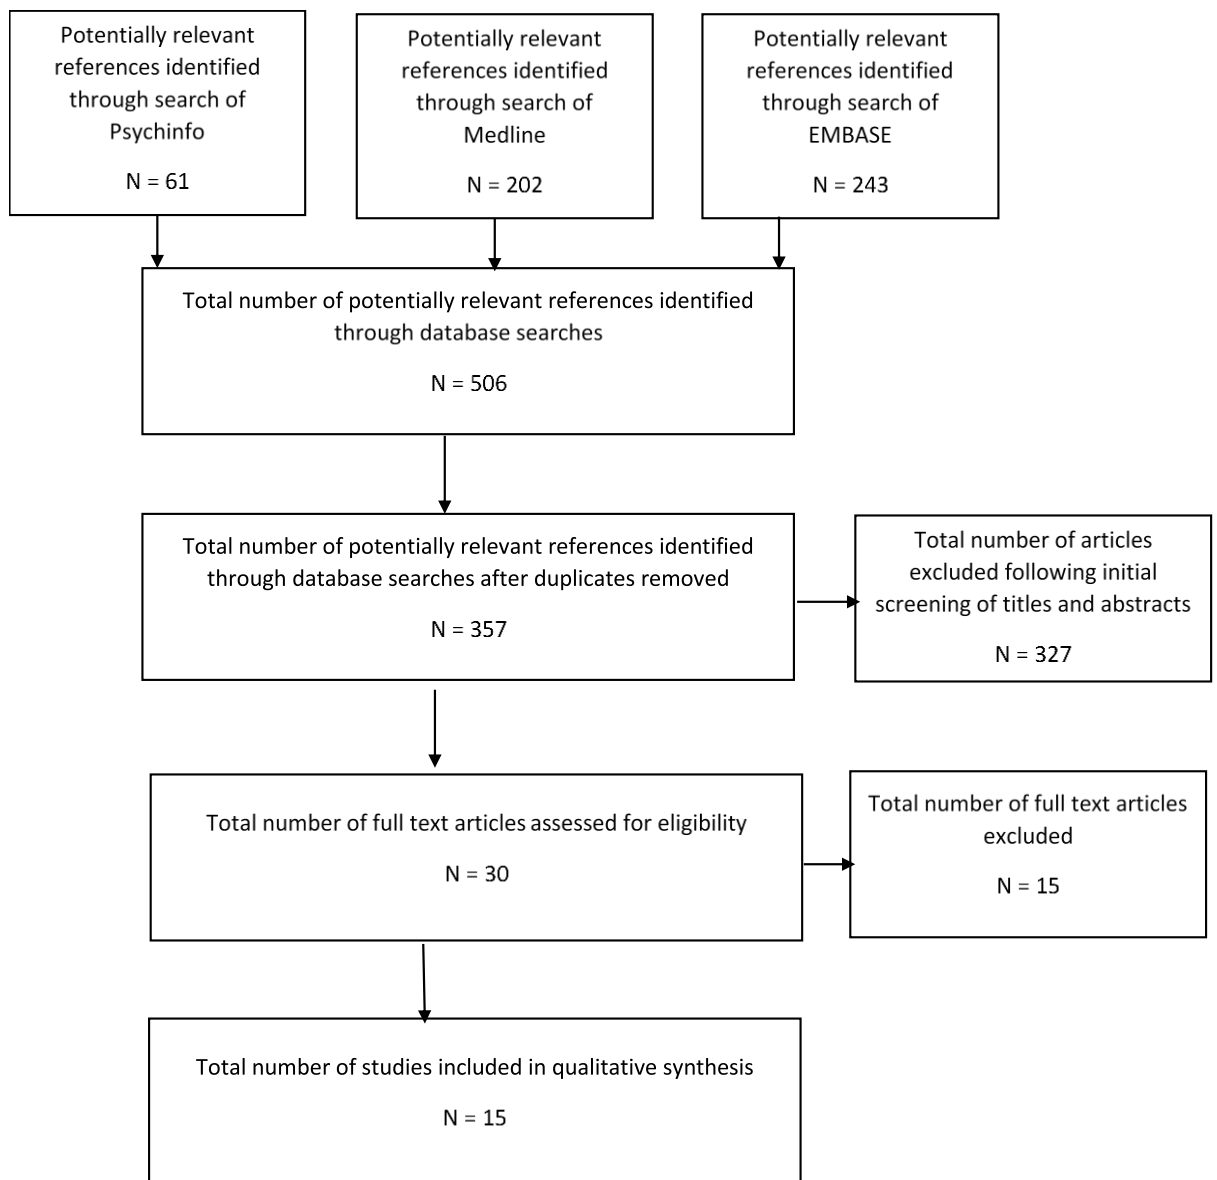 Potentially relevant
references identified
through search of
Psychinfo
N = 61
Potentially relevant
references identified
through search of
Medline
N = 202
Potentially relevant
references identified
through search of
EMBASE
N = 243
Total number of potentially relevant references identified
through database searches
N = 506
Total number of potentially relevant references identified
through database searches after duplicates removed
N = 357
Total number of articles
excluded following initial
screening of titles and abstracts
N = 327
Total number of full text articles assessed for eligibility
N = 30
Total number of full text articles
excluded
N = 15
Total number of studies included in qualitative synthesis
N = 15